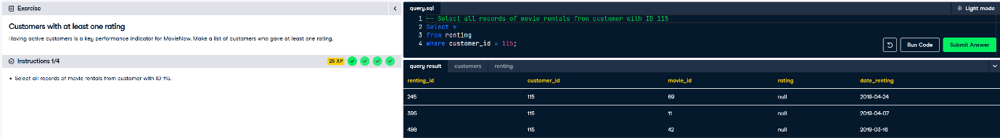 Exercise
Customers with at least one rating
Having active customers is a key performance indicator for MovieNow. Make a list of customers who gave at least one rating.
Instructions 1/4
25 XP
Select all records of movie rentals from customer with ID 115.
query.sql
Light mode
1 -- Select all records of movie rentals from customer with ID 115
2 Select *
3 from renting
4 where customer_id = 115;
Run Code
Submit Answer
query result customers renting
renting_id customer_id movie_id rating date_renting
245 115 69 null 2019-04-24
395 115 11 null 2019-04-07
498 115 42 null 2019-03-16